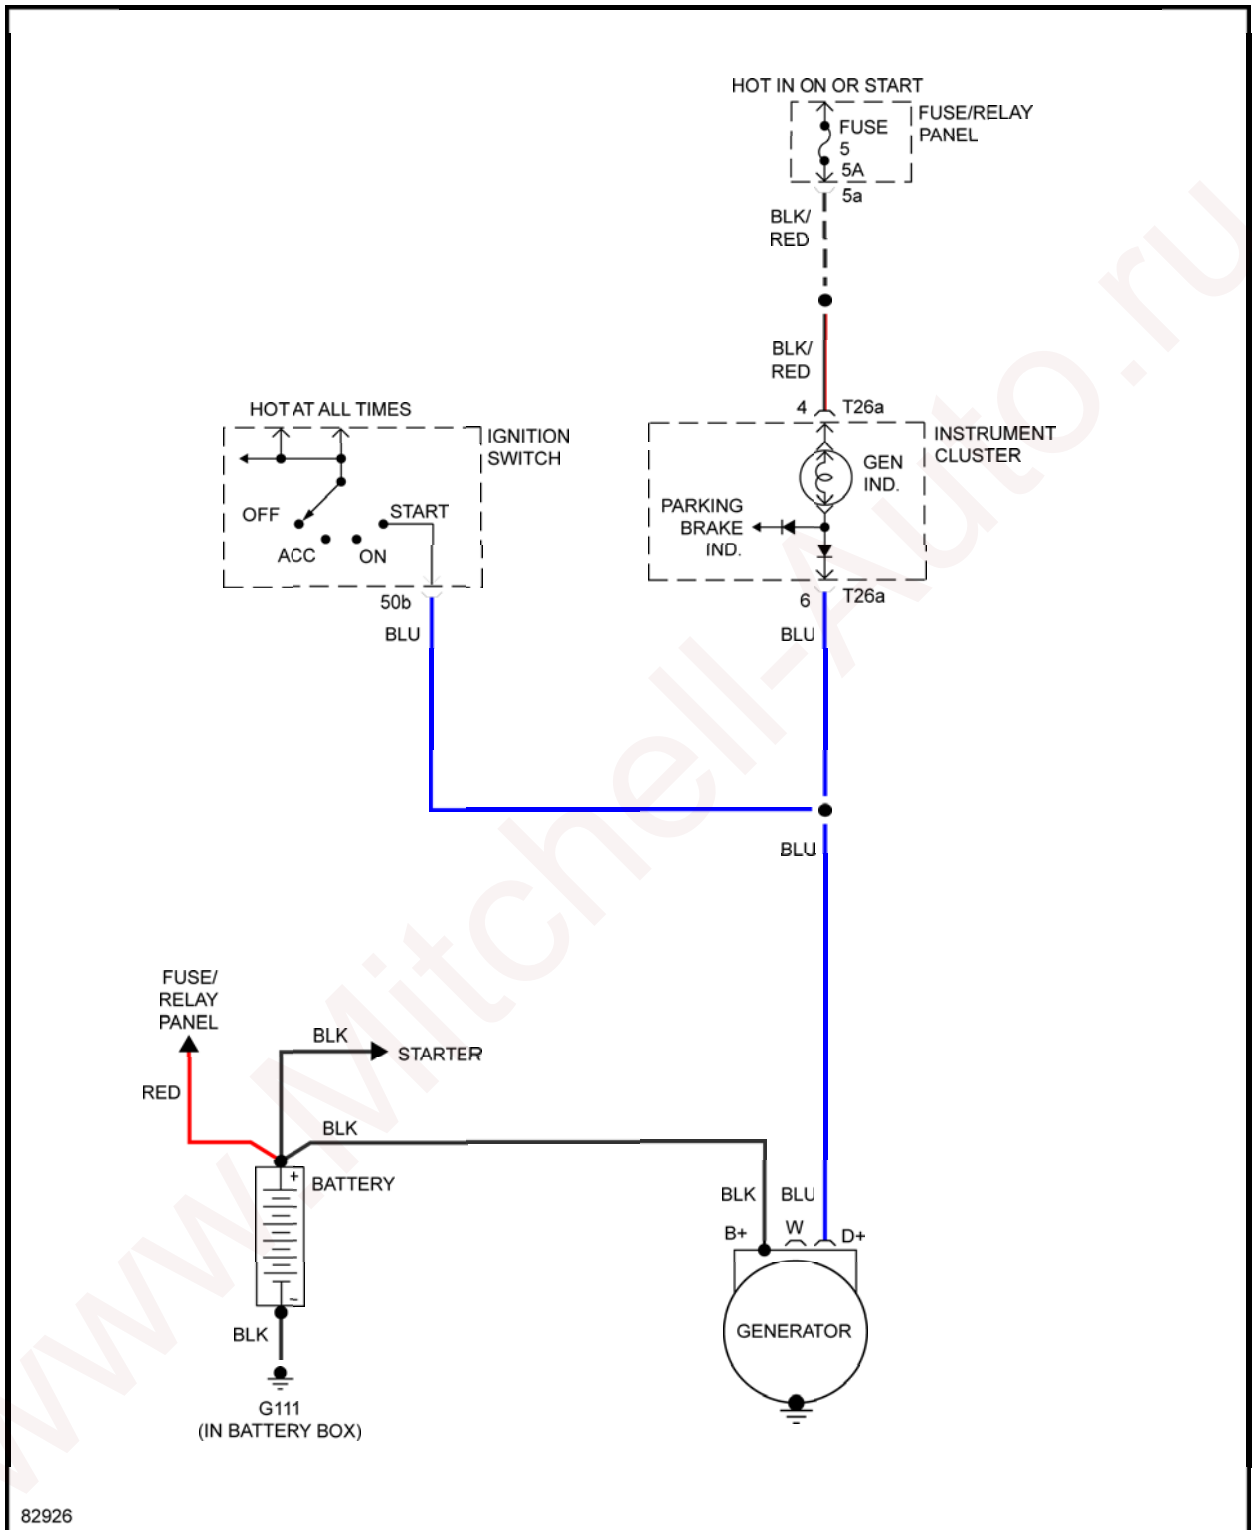 HOT IN ON OR START
FUSE/RELAY
PANEL
FUSE
5
5A
5a
BLK/
RED
BLK/
RED
4
T26a
HOT AT ALL TIMES
IGNITION
SWITCH
OFF
ACC
ON
START
50b
BLU
INSTRUMENT
CLUSTER
GEN
IND.
PARKING
BRAKE
IND.
6
T26a
BLU
BLU
FUSE/
RELAY
PANEL
RED
BLK
STARTER
BLK
+
BATTERY
-
BLK
G111
(IN BATTERY BOX)
BLK
BLU
B+
W
D+
GENERATOR
82926
www.Mitchell-Auto.ru